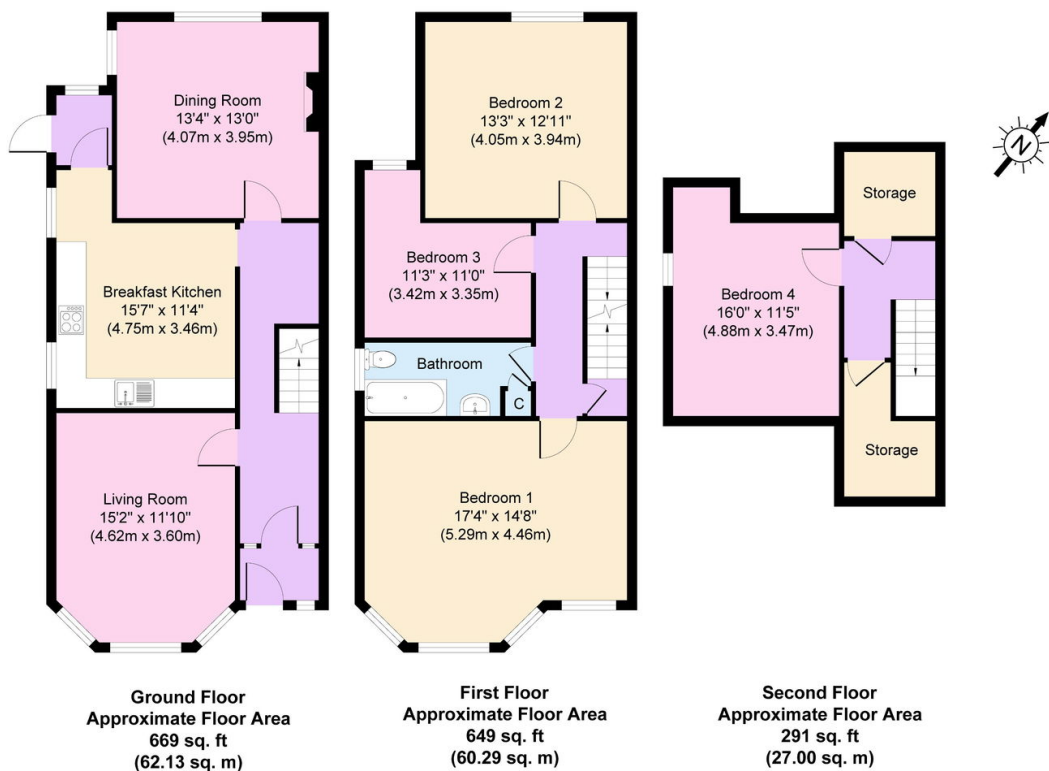 Dining Room
13'4" x 13'0"
(4.07m x 3.95m)
Breakfast Kitchen
15'7" x 11'4"
(4.75m x 3.46m)
Living Room
15'2" x 11'10"
(4.62m x 3.60m)
Ground Floor
Approximate Floor Area
669 sq. ft
(62.13 sq. m)
Bedroom 2
13'3" x 12'11"
(4.05m x 3.94m)
Bedroom 3
11'3" x 11'0"
(3.42m x 3.35m)
Bathroom
C
Bedroom 1
17'4" x 14'8"
(5.29m x 4.46m)
First Floor
Approximate Floor Area
649 sq. ft
(60.29 sq. m)
N
Storage
Bedroom 4
16'0" x 11'5"
(4.88m x 3.47m)
Storage
Second Floor
Approximate Floor Area
291 sq. ft
(27.00 sq. m)